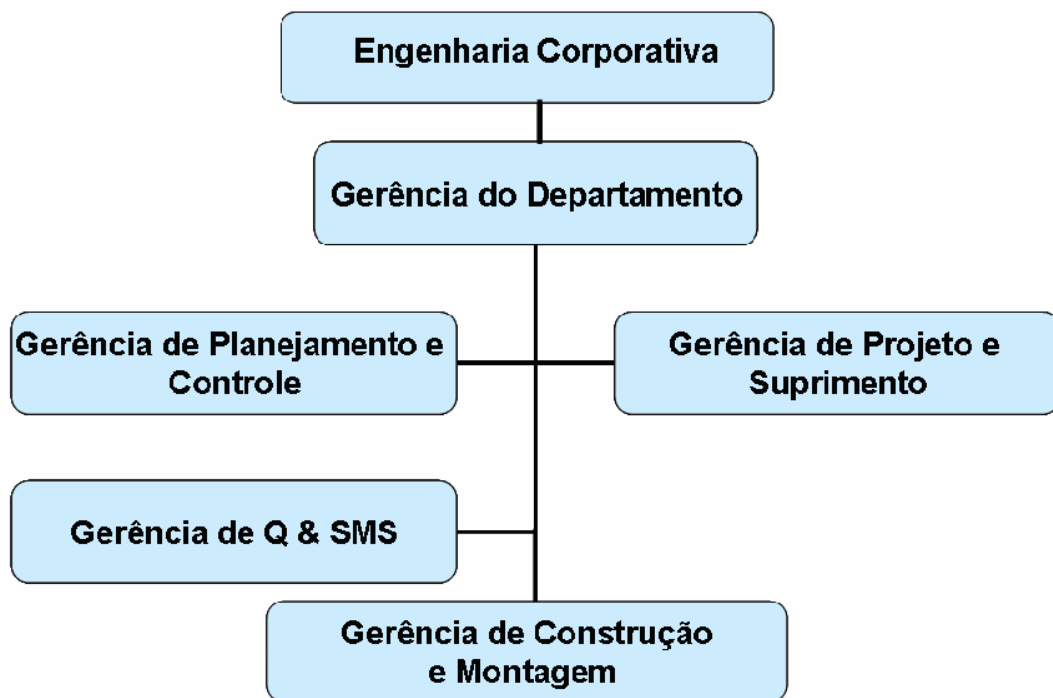 Engenharia Corporativa
Gerência do Departamento
Gerência de Planejamento e
Controle
Gerência de Projeto e
Suprimento
Gerência de Q & SMS
Gerência de Construção
e Montagem